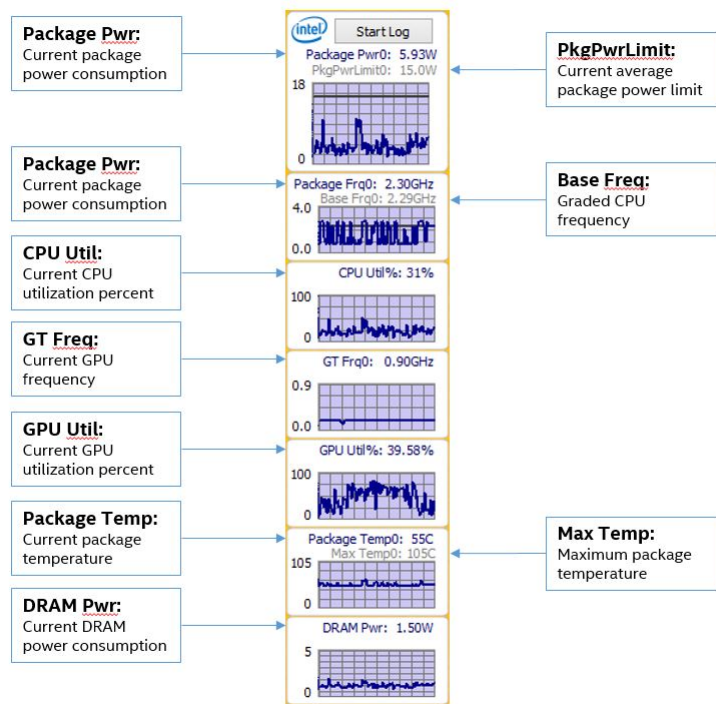 Package Pwr:
Current package
power consumption
Package Pwr:
Current package
power consumption
CPU Util:
Current CPU
utilization percent
GT Freq:
Current GPU
frequency
GPU Util:
Current GPU
utilization percent
Package Temp:
Current package
temperature
DRAM Pwr:
Current DRAM
power consumption
intel
Start Log
Package Pwr0: 5.93W
PkgPwrLimit0: 15.0W
18
0
Package Frq0: 2.30GHz
Base Frq0: 2.29GHz
4.0
0.0
CPU Util%: 31%
100
0
GT Frq0: 0.90GHz
0.9
0.0
GPU Util%: 39.58%
100
0
Package Temp0: 55C
Max Temp0: 105C
105
0
DRAM Pwr: 1.50W
5
0
PkgPwrLimit:
Current average
package power limit
Base Freq:
Graded CPU
frequency
Max Temp:
Maximum package
temperature